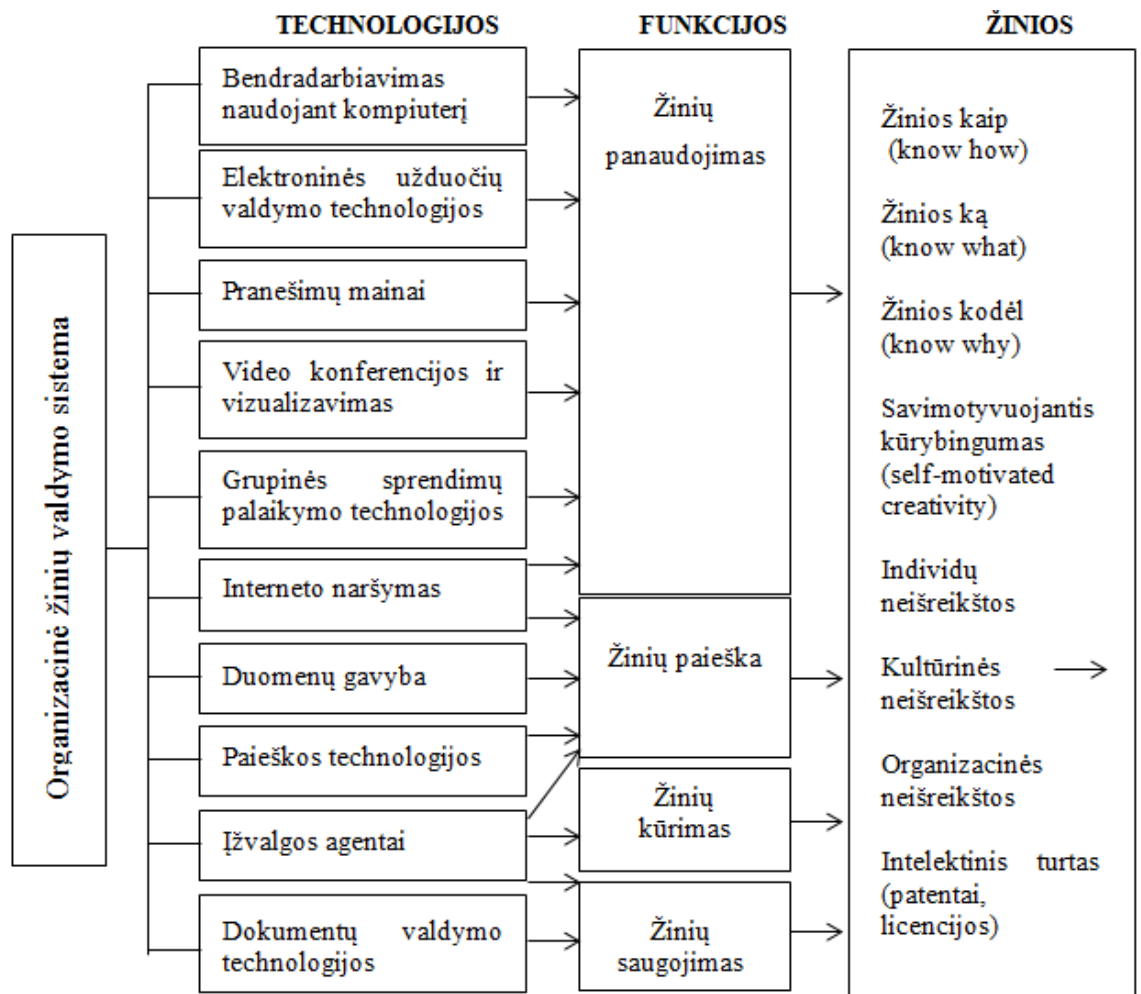 TECHNOLOGIJOS
FUNKCIJOS
ŽINIOS
Organizacinė žinių valdymo sistema
Bendradarbiavimas
naudojant kompiuterį
Elektroninės užduočių
valdymo technologijos
Pranešimų mainai
Video konferencijos ir
vizualizavimas
Grupinės sprendimų
palaikymo technologijos
Interneto naršymas
Duomenų gavyba
Paieškos technologijos
Įžvalgos agentai
Dokumentų valdymo
technologijos
Žinių
panaudojimas
Žinių paieška
Žinių
kūrimas
Žinių
saugojimas
Žinios kaip
(know how)
Žinios ką
(know what)
Žinios kodėl
(know why)
Savimotyvuojantis
kūrybingumas
(self-motivated
creativity)
Individų
neišreikštos
Kultūrinės
neišreikštos
Organizacinės
neišreikštos
Intelektinis turtas
(patentai,
licencijos)